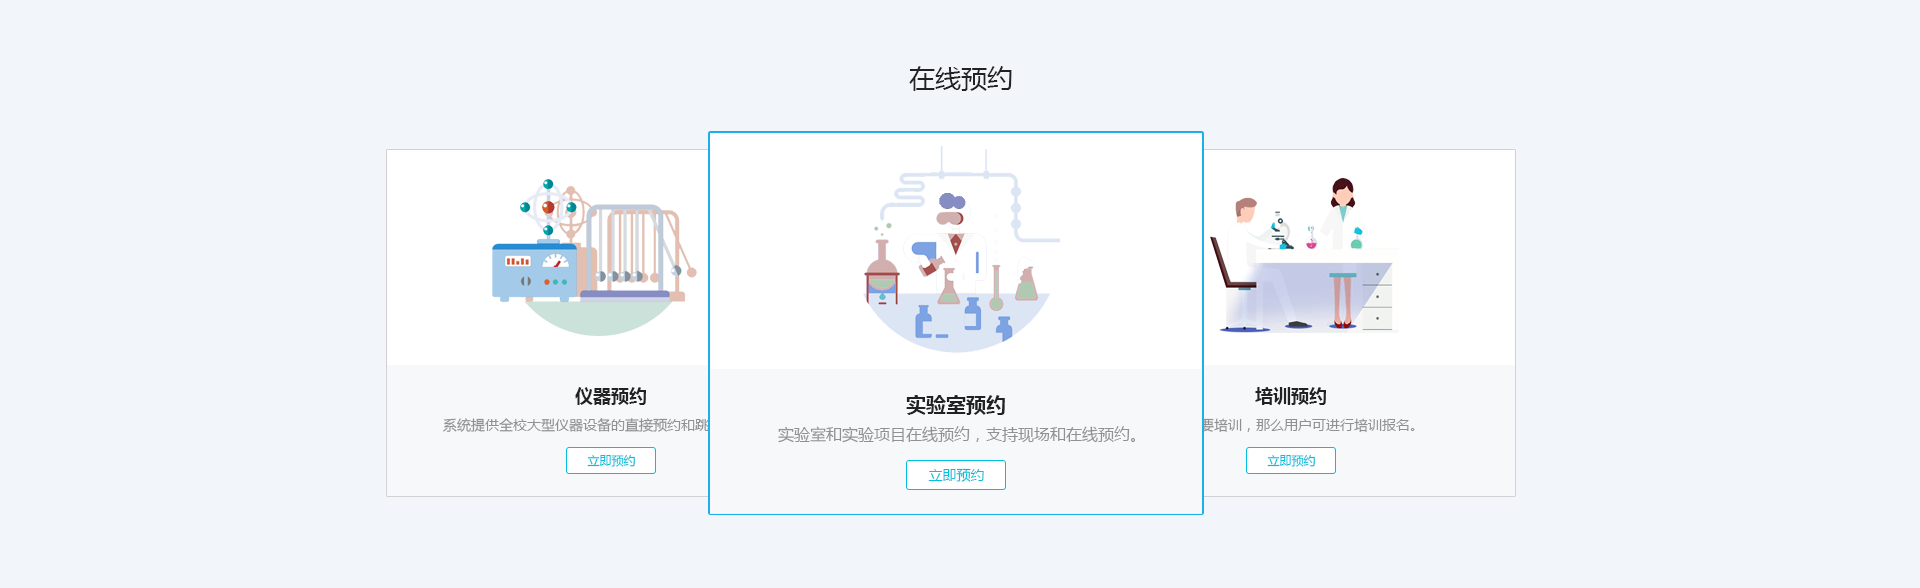 在线预约
仪器预约
系统提供全校大型仪器设备的直接预约和跳
立即预约
实验室预约
实验室和实验项目在线预约，支持现场和在线预约。
立即预约
培训预约
要培训，那么用户可进行培训报名。
立即预约